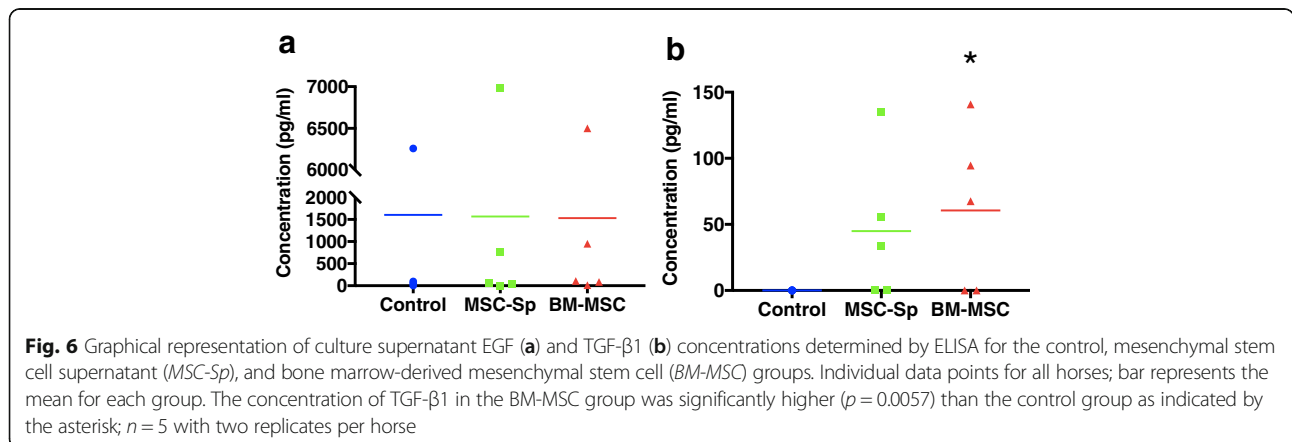 a
b
*
Concentration (pg/ml)
7000
6500
6000
2000
1500
1000
500
0
Control MSC-Sp BM-MSC
Concentration (pg/ml)
150
100
50
0
Control MSC-Sp BM-MSC
Fig. 6 Graphical representation of culture supernatant EGF (a) and TGF-β1 (b) concentrations determined by ELISA for the control, mesenchymal stem
cell supernatant (MSC-Sp), and bone marrow-derived mesenchymal stem cell (BM-MSC) groups. Individual data points for all horses; bar represents the
mean for each group. The concentration of TGF-β1 in the BM-MSC group was significantly higher (p = 0.0057) than the control group as indicated by
the asterisk; n = 5 with two replicates per horse